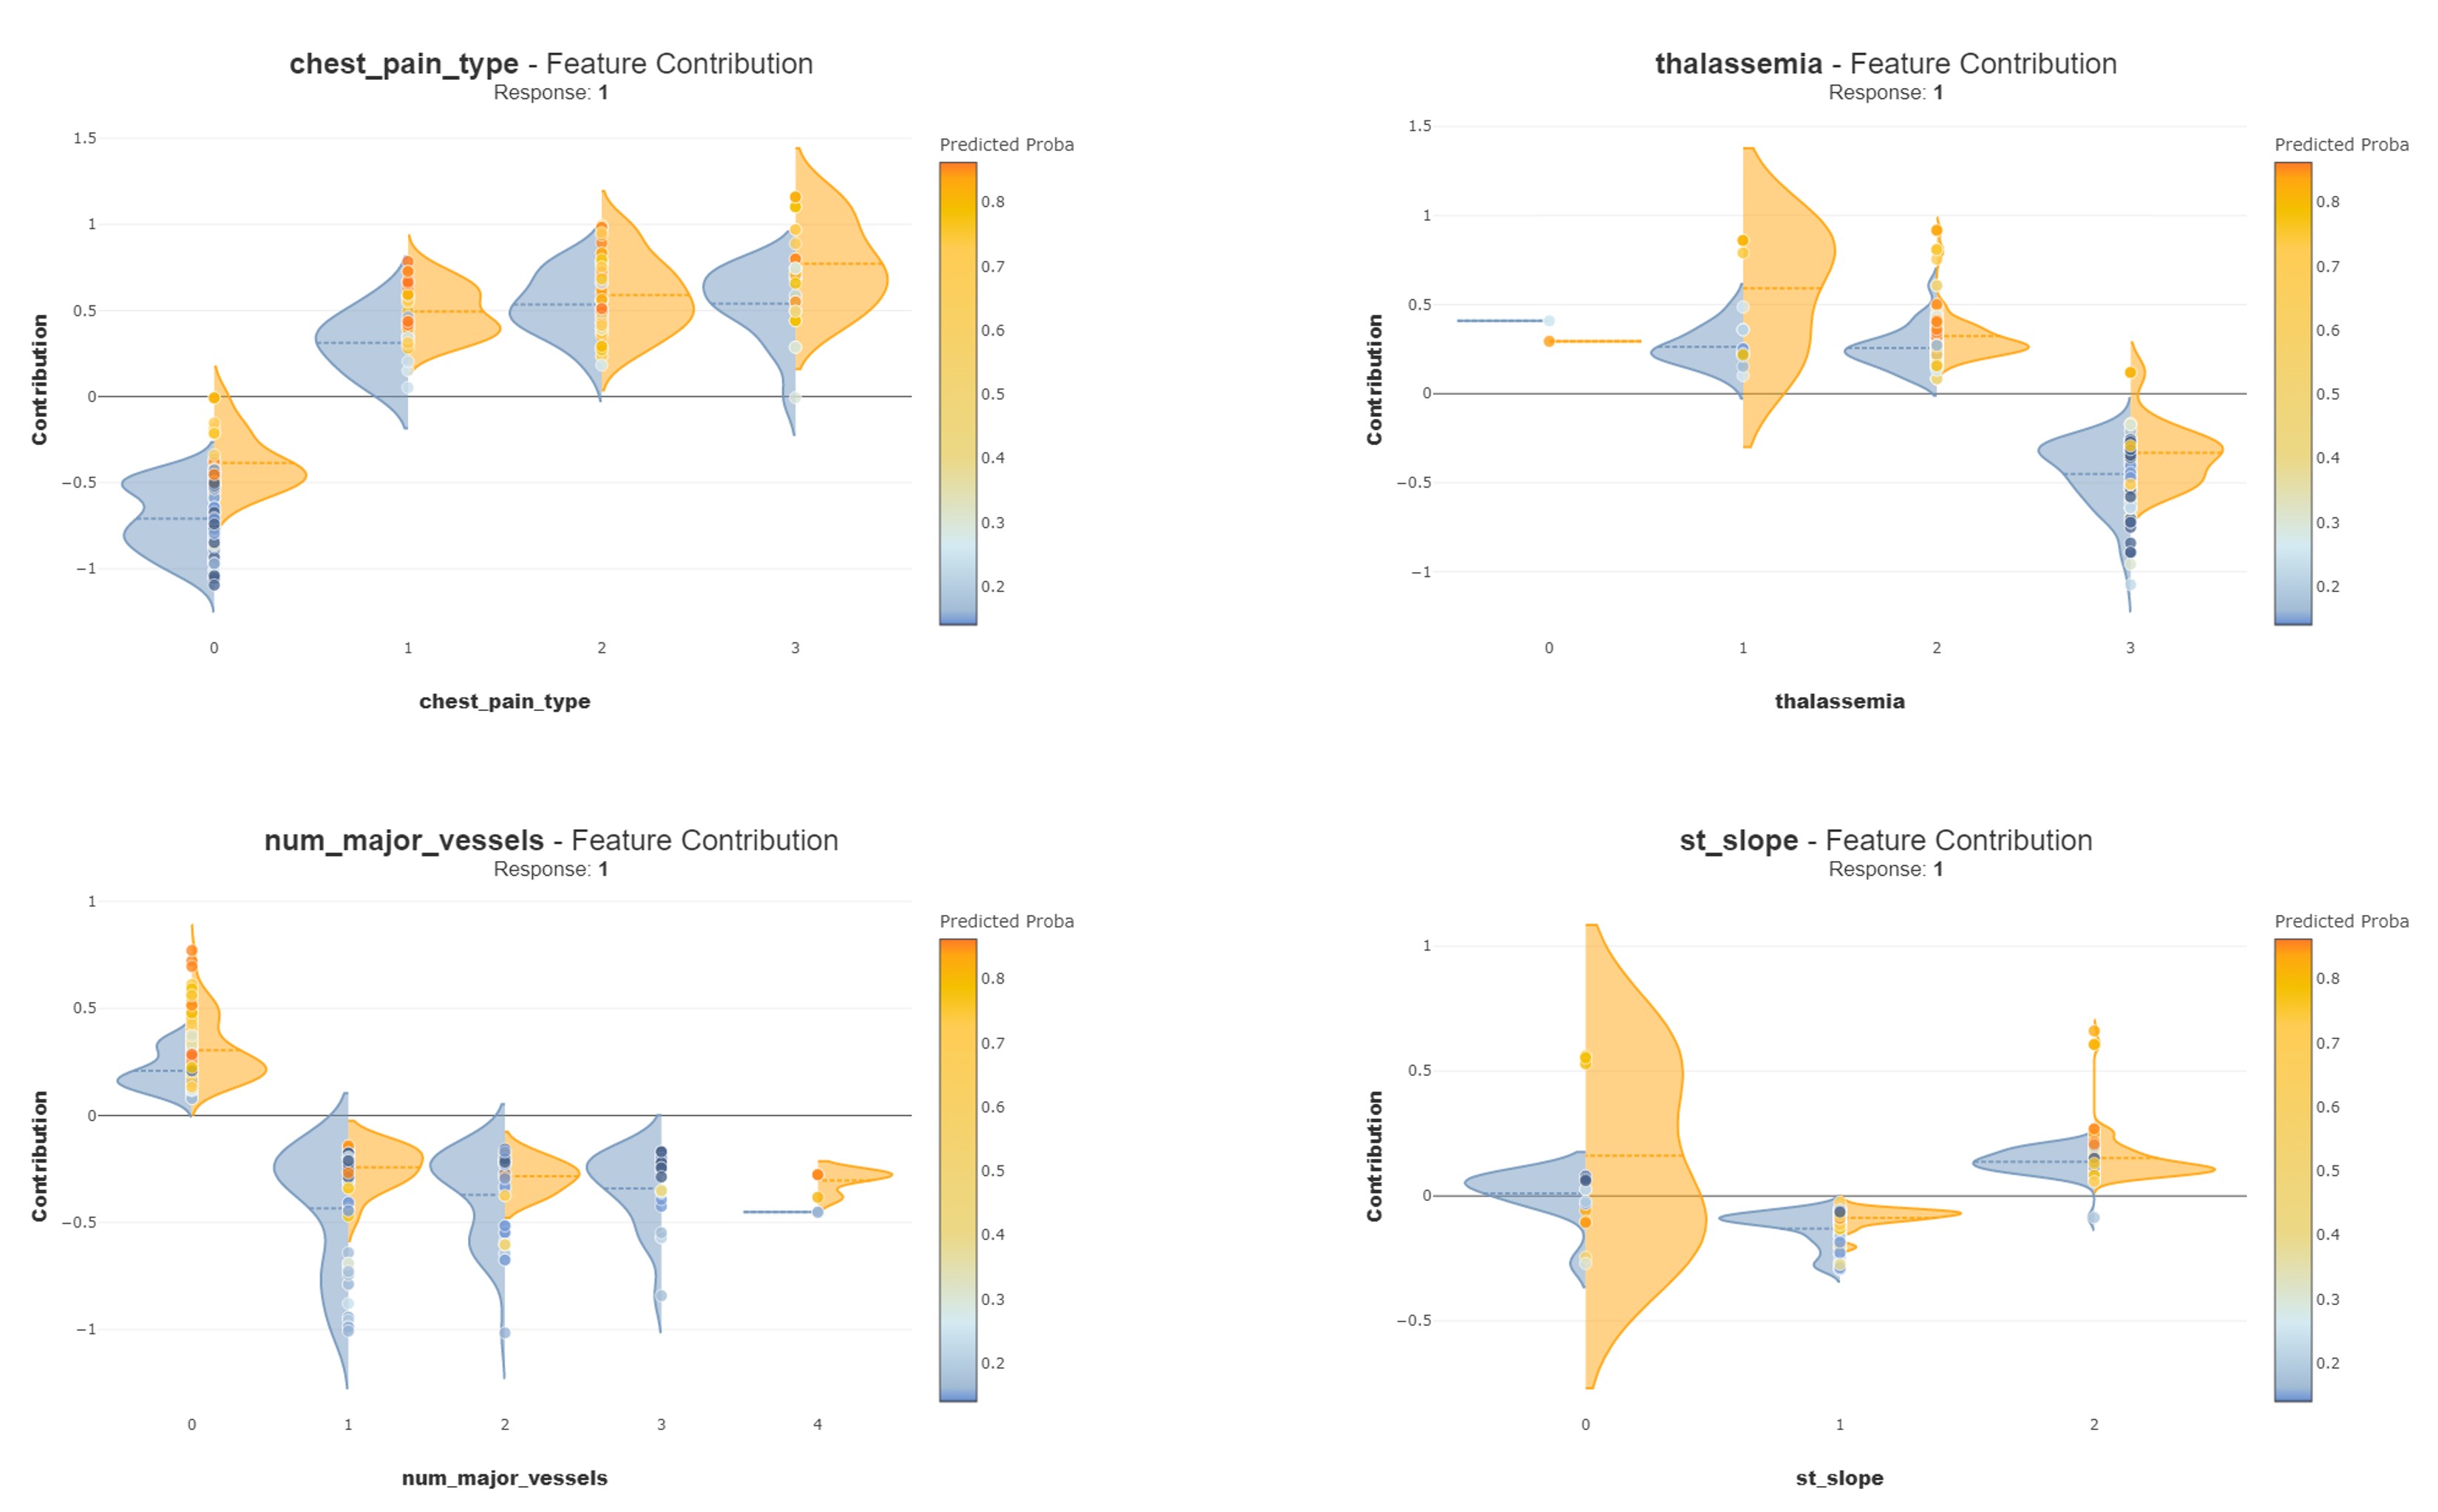 chest_pain_type - Feature Contribution
Response: 1
Predicted Proba
1.5
1
0.5
0
−0.5
−1
Contribution
0 1 2 3
chest_pain_type
0.8
0.7
0.6
0.5
0.4
0.3
0.2
thalassemia - Feature Contribution
Response: 1
Predicted Proba
1.5
1
0.5
0
−0.5
−1
Contribution
0 1 2 3
thalassemia
0.8
0.7
0.6
0.5
0.4
0.3
0.2
num_major_vessels - Feature Contribution
Response: 1
Predicted Proba
1
0.5
0
−0.5
−1
Contribution
0 1 2 3 4
num_major_vessels
0.8
0.7
0.6
0.5
0.4
0.3
0.2
st_slope - Feature Contribution
Response: 1
Predicted Proba
1
0.5
0
−0.5
Contribution
0 1 2
st_slope
0.8
0.7
0.6
0.5
0.4
0.3
0.2